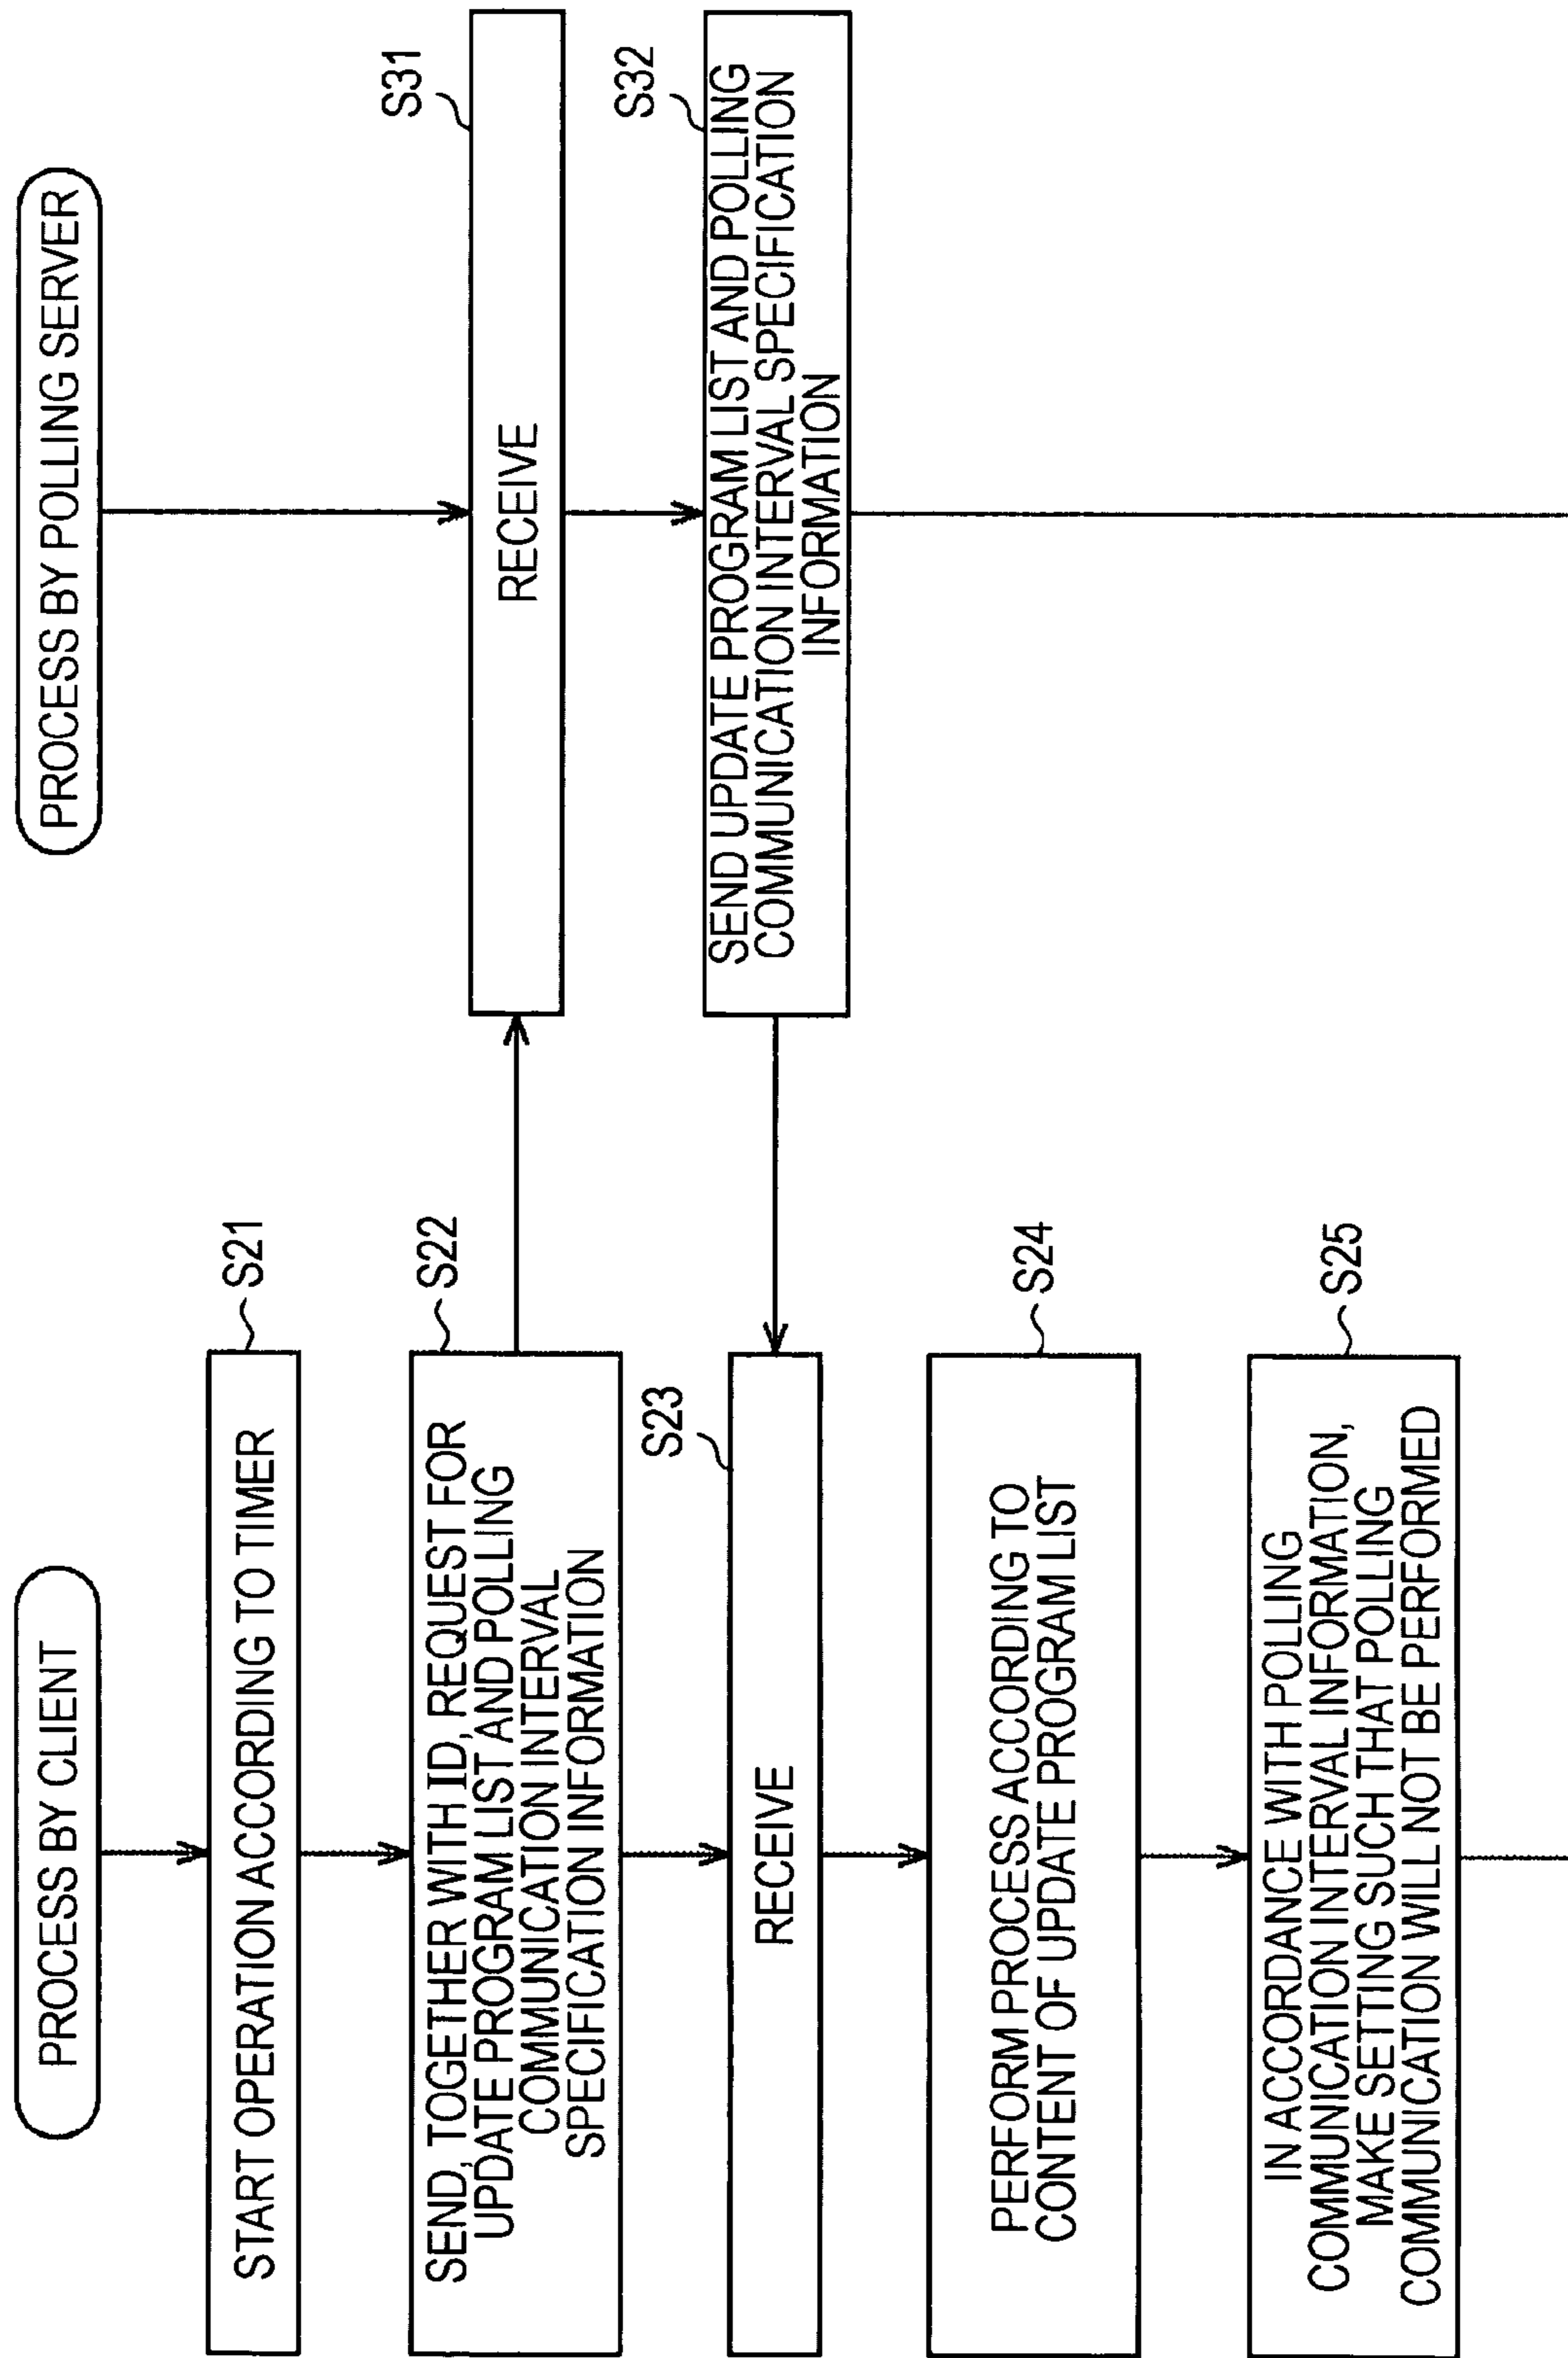 PROCESS BY CLIENT
START OPERATION ACCORDING TO TIMER
S21
SEND, TOGETHER WITH ID, REQUEST FOR
UPDATE PROGRAM LIST AND POLLING
COMMUNICATION INTERVAL
SPECIFICATION INFORMATION
S22
RECEIVE
S23
PERFORM PROCESS ACCORDING TO
CONTENT OF UPDATE PROGRAM LIST
S24
IN ACCORDANCE WITH POLLING
COMMUNICATION INTERVAL INFORMATION,
MAKE SETTING SUCH THAT POLLING
COMMUNICATION WILL NOT BE PERFORMED
S25
PROCESS BY POLLING SERVER
RECEIVE
S31
SEND UPDATE PROGRAM LIST AND POLLING
COMMUNICATION INTERVAL SPECIFICATION
INFORMATION
S32